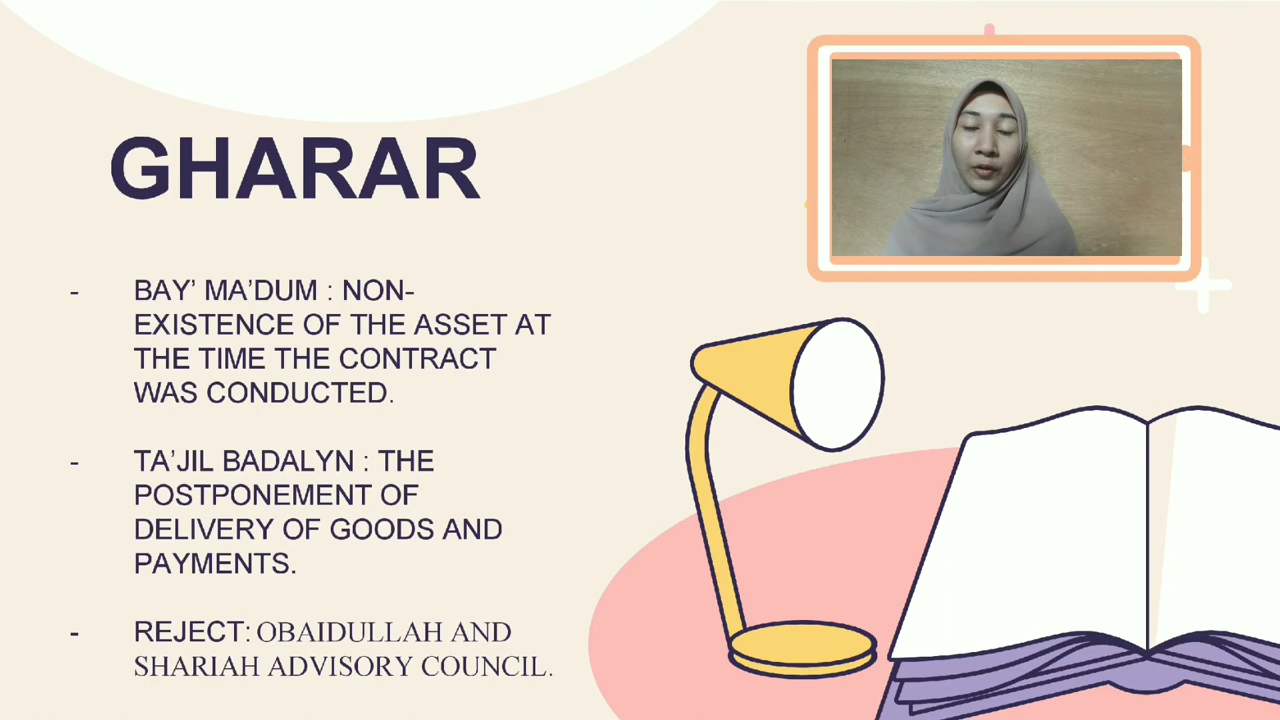 GHARAR
- BAY’ MA’DUM : NON-
EXISTENCE OF THE ASSET AT
THE TIME THE CONTRACT
WAS CONDUCTED.
- TA’JIL BADALYN : THE
POSTPONEMENT OF
DELIVERY OF GOODS AND
PAYMENTS.
- REJECT: OBAIDULLAH AND
SHARIAH ADVISORY COUNCIL.